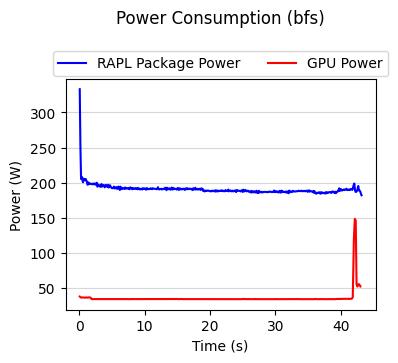 Power Consumption (bfs)
RAPL Package Power
GPU Power
Power (W)
300
250
200
150
100
50
0
10
20
30
40
Time (s)